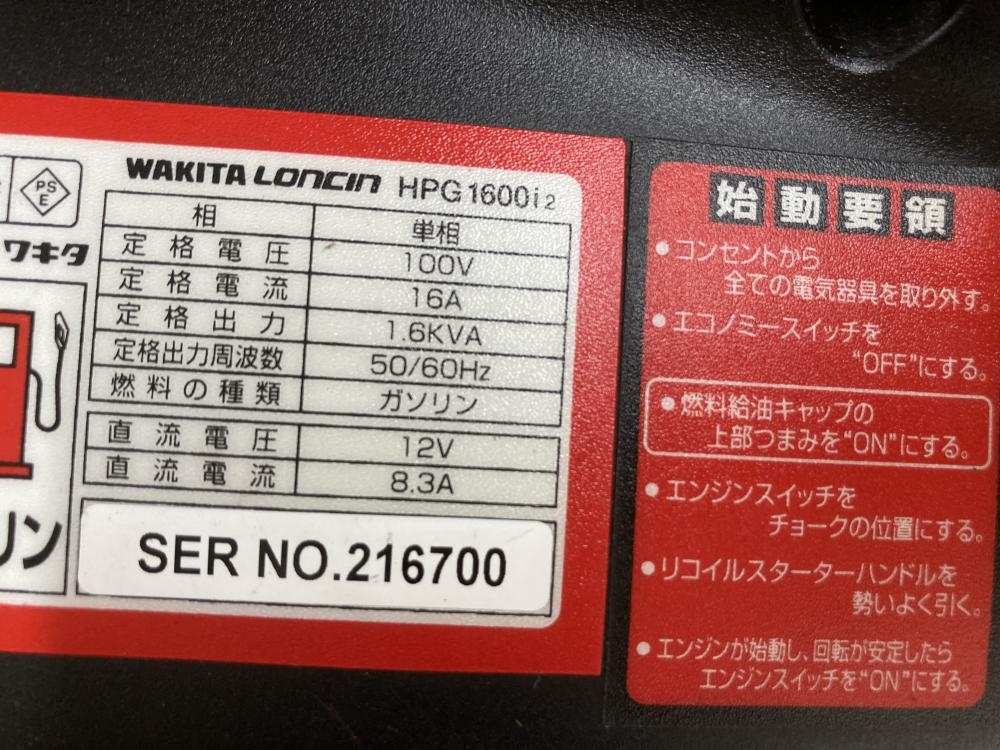 WAKITA LONCIN HPG1600i2
PS
E
ワキタ
相 単相
定格電圧 100V
定格電流 16A
定格出力 1.6KVA
定格出力周波数 50/60Hz
燃料の種類 ガソリン
直流電圧 12V
直流電流 8.3A
リン
SER NO.216700
始動要領
●コンセントから
全ての電気器具を取り外す。
●エコノミースイッチを
“OFF”にする。
●燃料給油キャップの
上部つまみを“ON”にする。
●エンジンスイッチを
チョークの位置にする。
●リコイルスターターハンドルを
勢いよく引く。
●エンジンが始動し、回転が安定したら
エンジンスイッチを“ON”にする。